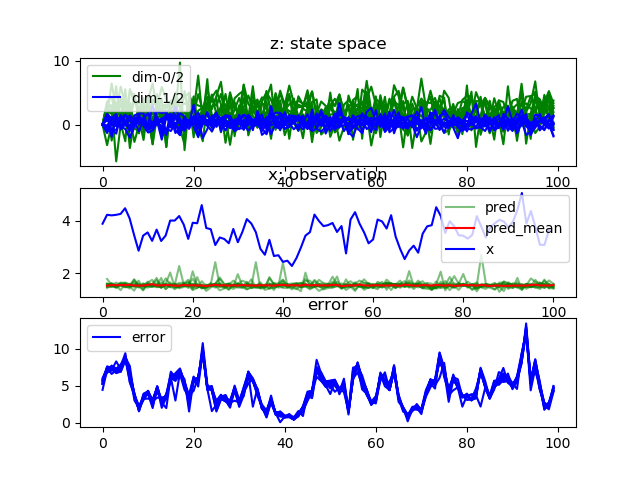 z: state space
10
0
dim-0/2
dim-1/2
0 20 40 60 80 100
x: observation
4
2
pred
pred_mean
x
0 20 40 60 80 100
error
10
5
0
error
0 20 40 60 80 100